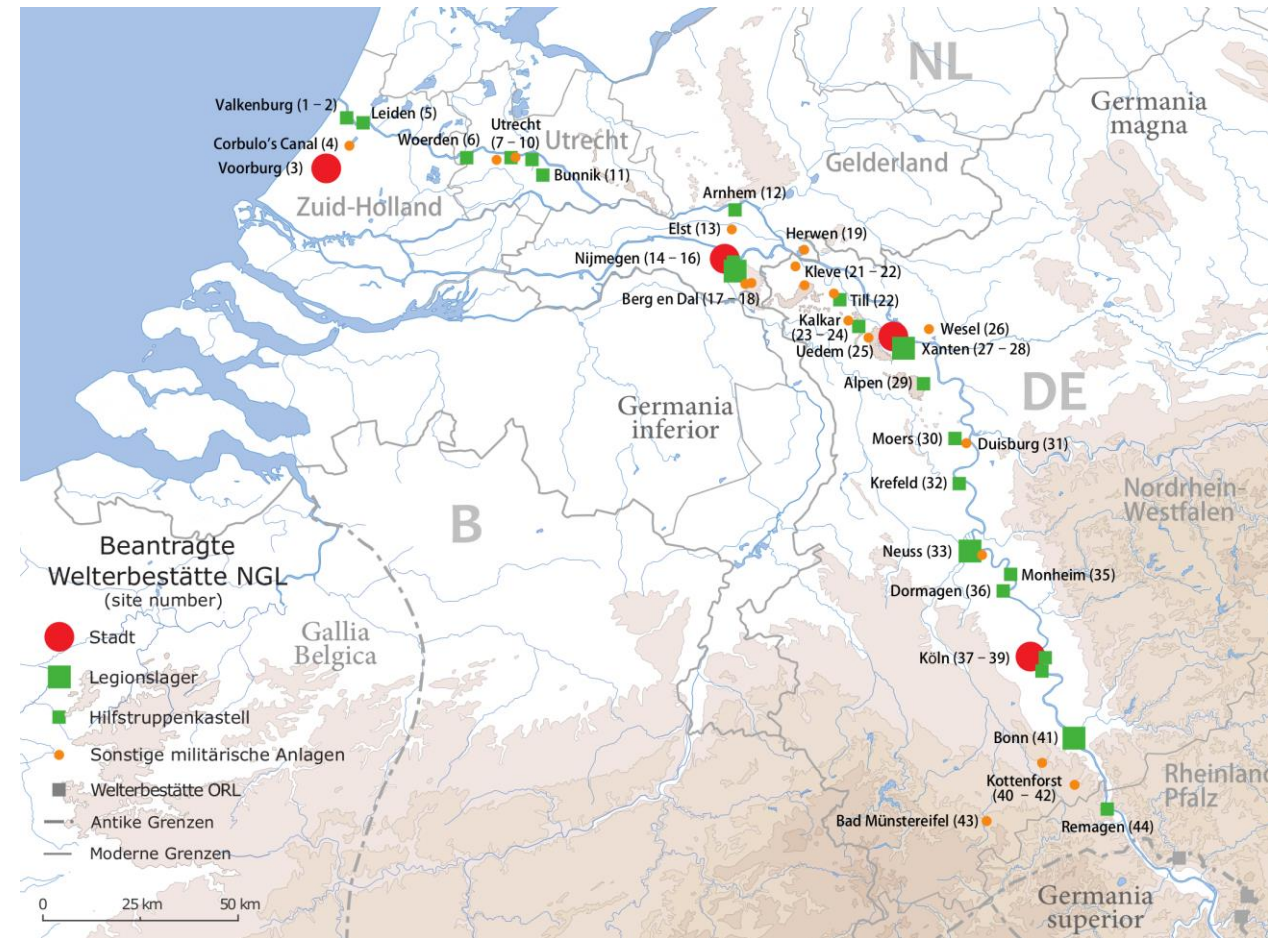 NL
Germania
magna
Valkenburg (1 – 2)
Leiden (5)
Utrecht
(7 – 10)
Corbulo's Canal (4)
Woerden (6)
Utrecht
Voorburg (3)
Bunnik (11)
Gelderland
Zuid-Holland
Arnhem (12)
Elst (13)
Herwen (19)
Nijmegen (14 – 16)
Kleve (21 – 22)
Berg en Dal (17 – 18)
Till (22)
Kalkar
(23 – 24)
Wesel (26)
Uedem (25)
Xanten (27 – 28)
Alpen (29)
DE
Germania
inferior
Moers (30)
Duisburg (31)
Krefeld (32)
Nordrhein-
Westfalen
B
Neuss (33)
Monheim (35)
Dormagen (36)
Gallia
Belgica
Köln (37 – 39)
Bonn (41)
Kottenforst
(40 – 42)
Rheinland
Pfalz
Bad Münstereifel (43)
Remagen (44)
Germania
superior
Beantragte
Welterbestätte NGL
(site number)
Stadt
Legionslager
Hilfstruppenkastell
Sonstige militärische Anlagen
Welterbestätte ORL
Antike Grenzen
Moderne Grenzen
0 25 km 50 km